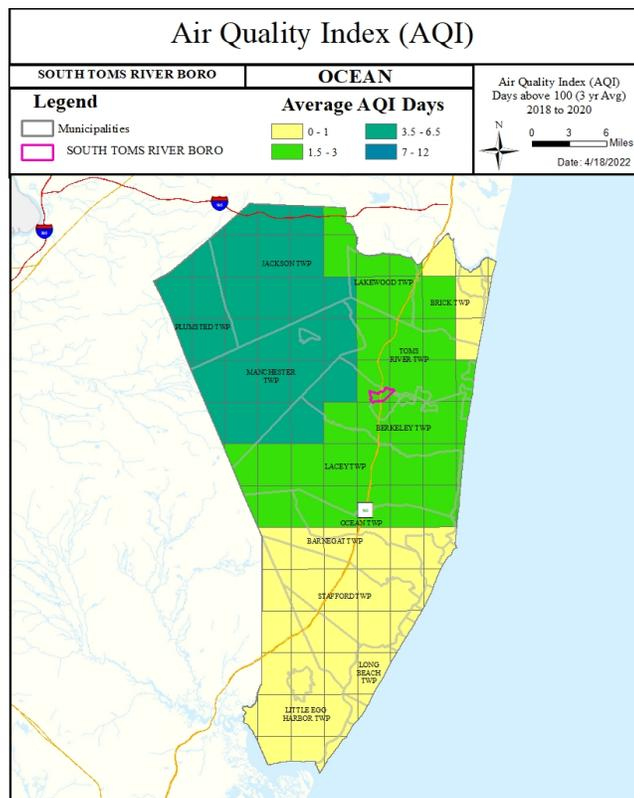 Air Quality Index (AQI)
SOUTH TOMS RIVER BORO
OCEAN
Legend
Municipalities
SOUTH TOMS RIVER BORO
Average AQI Days
0 - 1
3.5 - 6.5
1.5 - 3
7 - 12
Air Quality Index (AQI)
Days above 100 (3 yr Avg)
2018 to 2020
N
0 3 6
Miles
Date: 4/18/2022
JACKSON TWP
LAKEWOOD TWP
BRICK TWP
PLUMSTED TWP
TOMS
RIVER TWP
MANCHESTER
TWP
BERKELEY TWP
LACEY TWP
OCEAN TWP
BARNEGAT TWP
STAFFORD TWP
LONG
BEACH
TWP
LITTLE EGG
HARBOR TWP